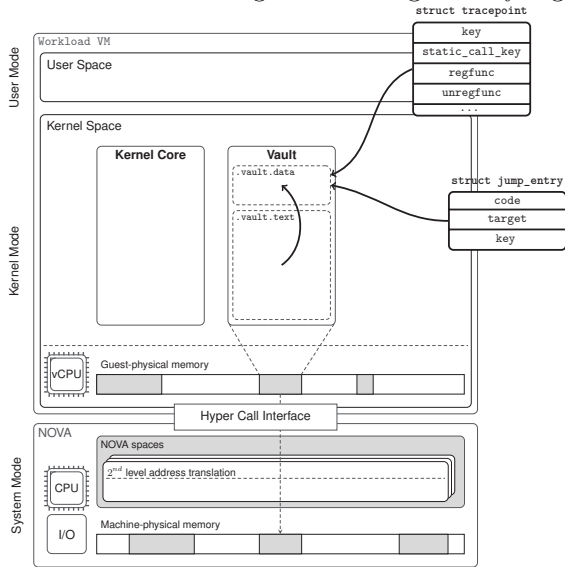 struct tracepoint
key
static_call_key
regfunc
unregfunc
...
User Mode
Workload VM
User Space
Kernel Mode
Kernel Space
Kernel Core
Vault
.vault.data
.vault.text
struct jump_entry
code
target
key
vCPU
Guest-physical memory
Hyper Call Interface
System Mode
NOVA
NOVA spaces
2nd level address translation
CPU
I/O
Machine-physical memory